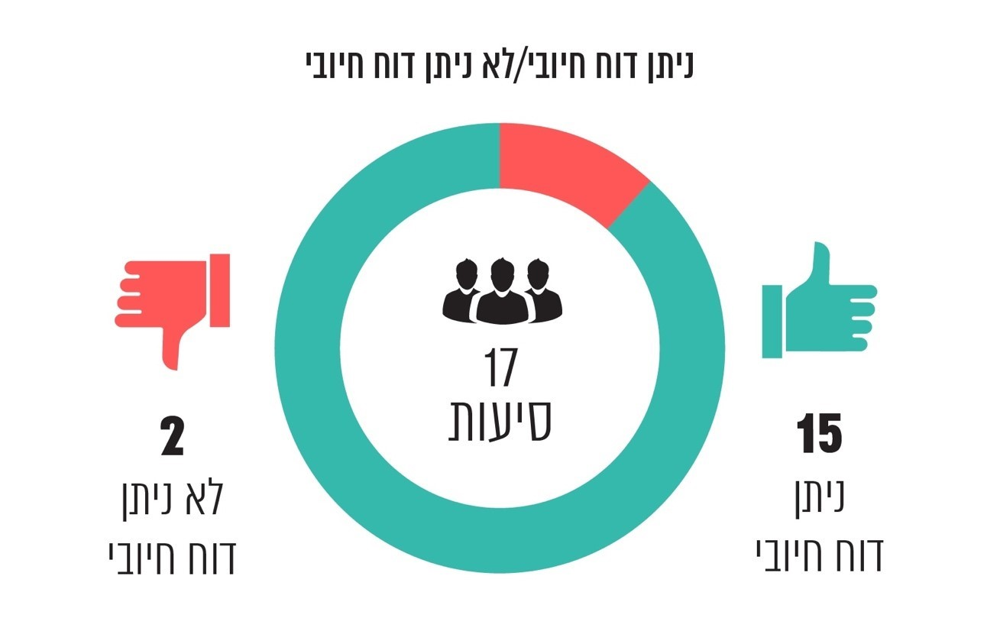 ניתן דוח חיובי/לא ניתן דוח חיובי
17
סיעות
15
ניתן
דוח חיובי
2
לא ניתן
דוח חיובי